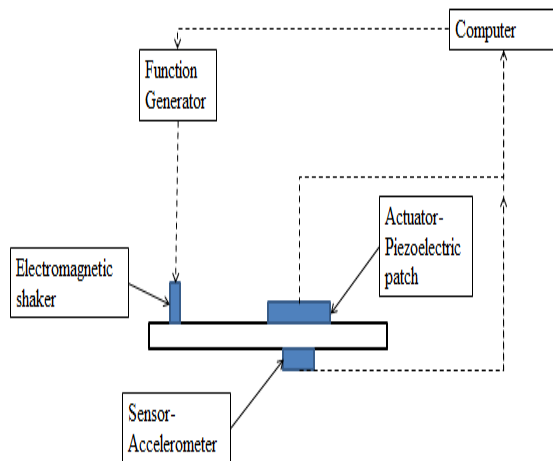 Computer
Function
Generator
Actuator-
Piezoelectric
patch
Electromagnetic
shaker
Sensor-
Accelerometer